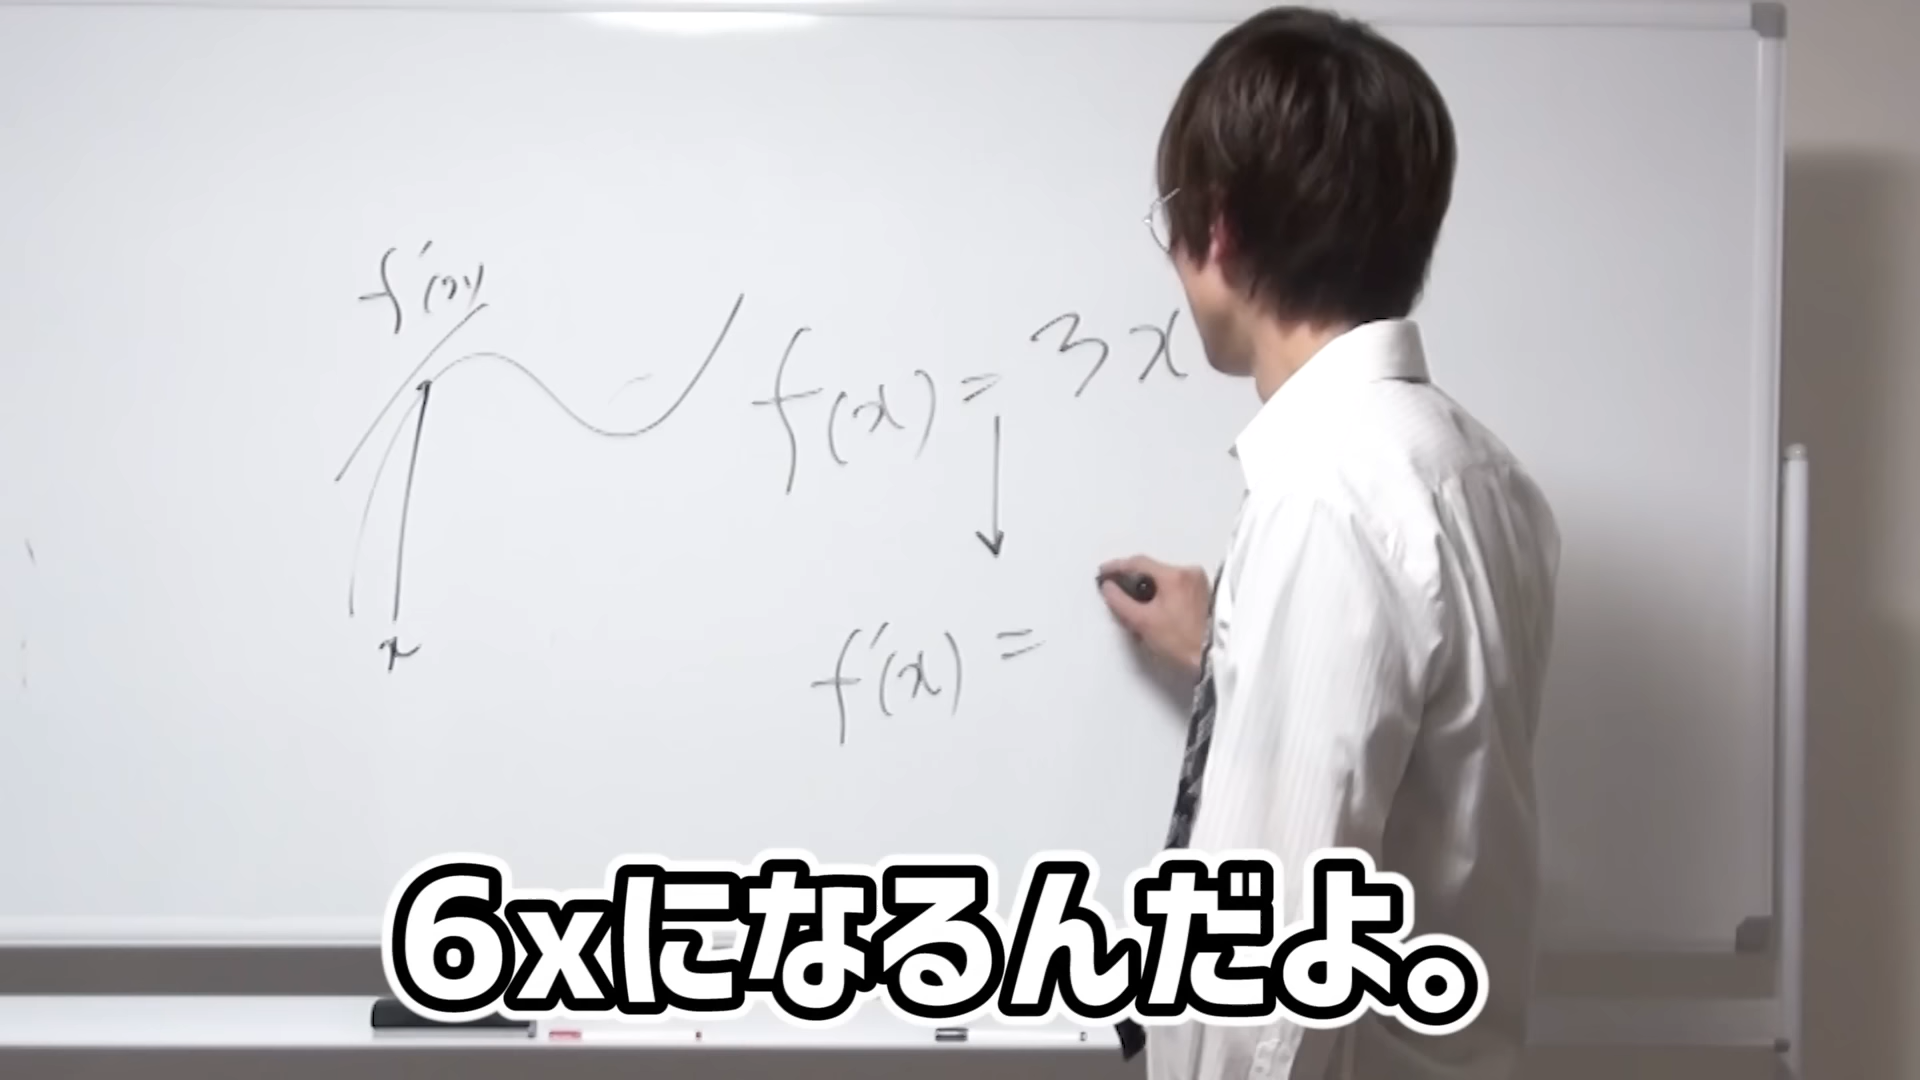 f'(x)
x
f(x) = 3x
f'(x) =
6xになるんだよ。